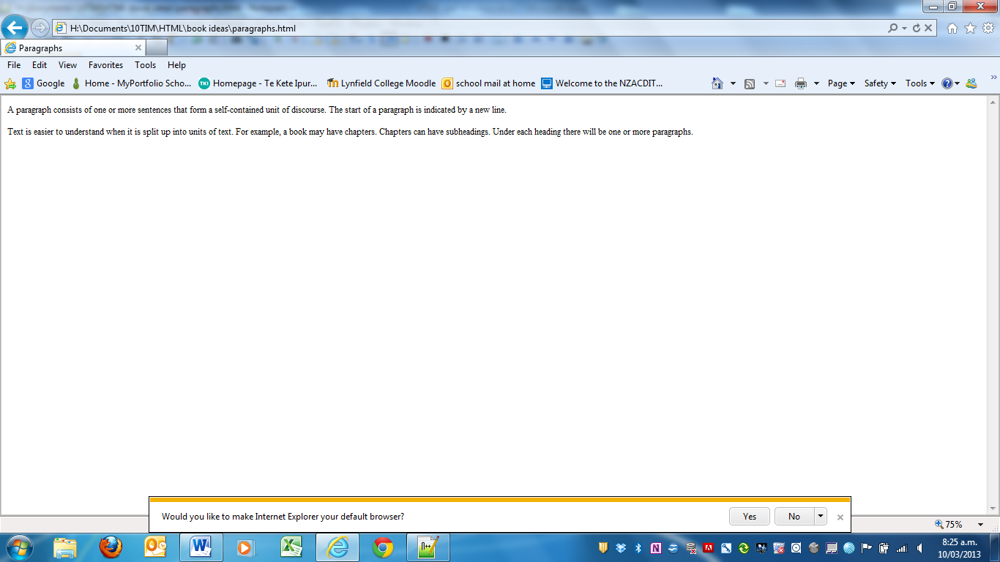 H:\Documents\10TIM\HTML\book ideas\paragraphs.html
Paragraphs
File Edit View Favorites Tools Help
Google Home - MyPortfolio Scho... Homepage - Te Kete Ipur... Lynfield College Moodle school mail at home Welcome to the NZACDIT... Page Safety Tools
A paragraph consists of one or more sentences that form a self-contained unit of discourse. The start of a paragraph is indicated by a new line.
Text is easier to understand when it is split up into units of text. For example, a book may have chapters. Chapters can have subheadings. Under each heading there will be one or more paragraphs.
Would you like to make Internet Explorer your default browser? Yes No
75%
8:25 a.m.
10/03/2013